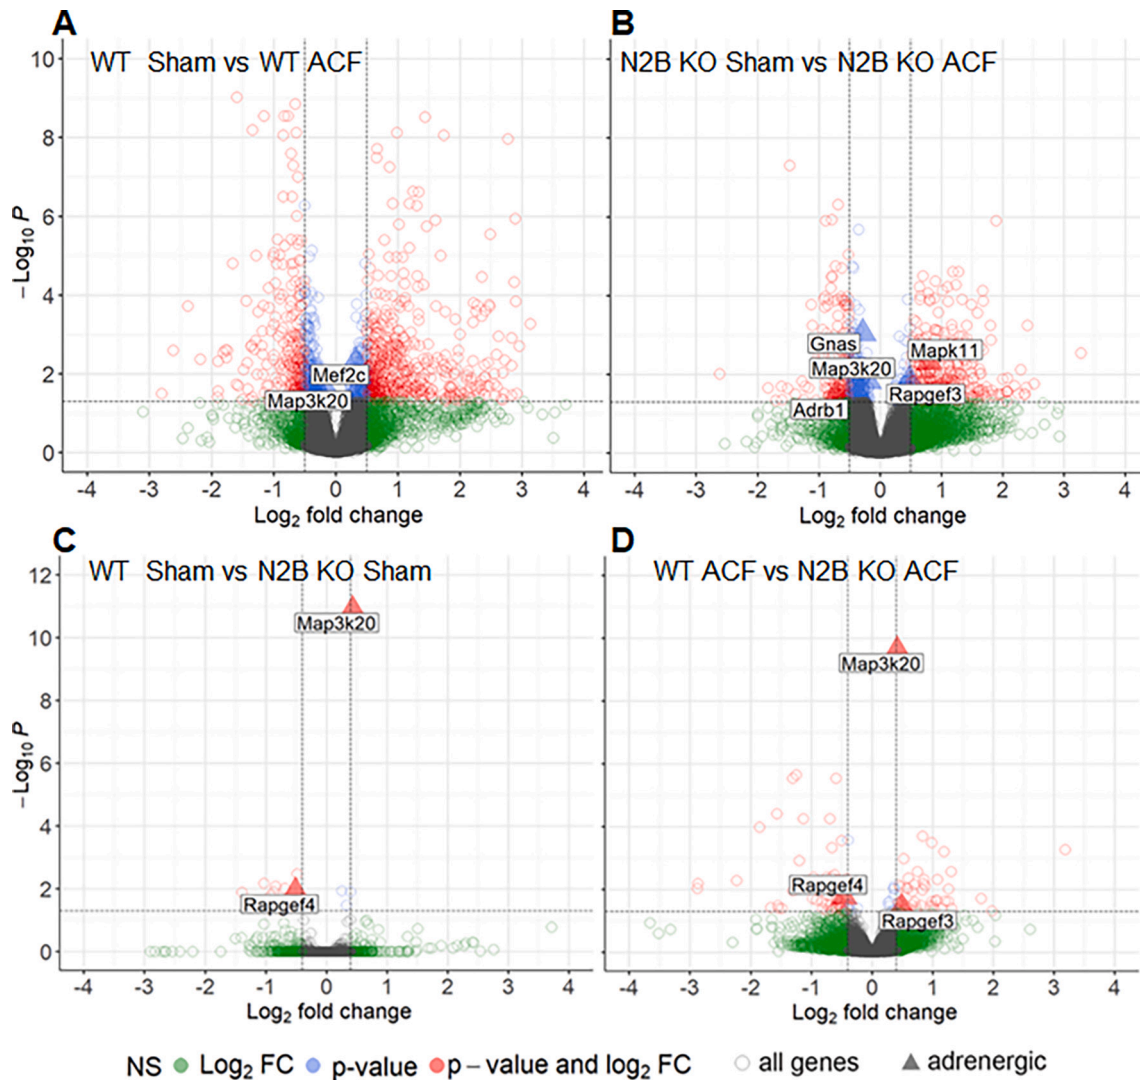 A
B
WT Sham vs WT ACF
N2B KO Sham vs N2B KO ACF
10
8
6
4
2
0
− Log10 P
Mef2c
Map3k20
Gnas
Map3k20
Mapk11
Rapgef3
Adrb1
-4 -3 -2 -1 0 1 2 3 4
-4 -3 -2 -1 0 1 2 3 4
Log2 fold change
Log2 fold change
C
D
WT Sham vs N2B KO Sham
WT ACF vs N2B KO ACF
12
10
8
6
4
2
0
− Log10 P
Map3k20
Rapgef4
Map3k20
Rapgef4
Rapgef3
-4 -3 -2 -1 0 1 2 3 4
-4 -3 -2 -1 0 1 2 3 4
Log2 fold change
Log2 fold change
NS Log2 FC p-value p – value and log2 FC all genes adrenergic